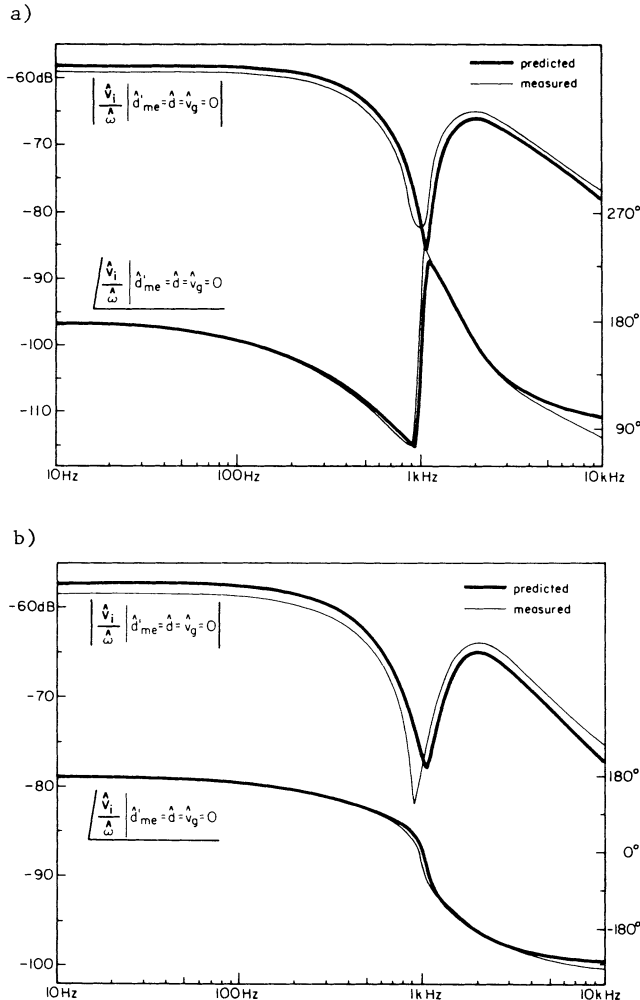 a)
-60dB
-70
-80
-90
-100
-110
predicted
measured
|v̂i/ω̂|d̂'me=d̂=v̂g=0|
∠v̂i/ω̂|d̂'me=d̂=v̂g=0
270°
180°
90°
10Hz 100Hz 1kHz 10kHz
b)
-60dB
-70
-80
-90
-100
predicted
measured
|v̂i/ω̂|d̂'me=d̂=v̂g=0|
∠v̂i/ω̂|d̂'me=d̂=v̂g=0
180°
0°
-180°
10Hz 100Hz 1kHz 10kHz